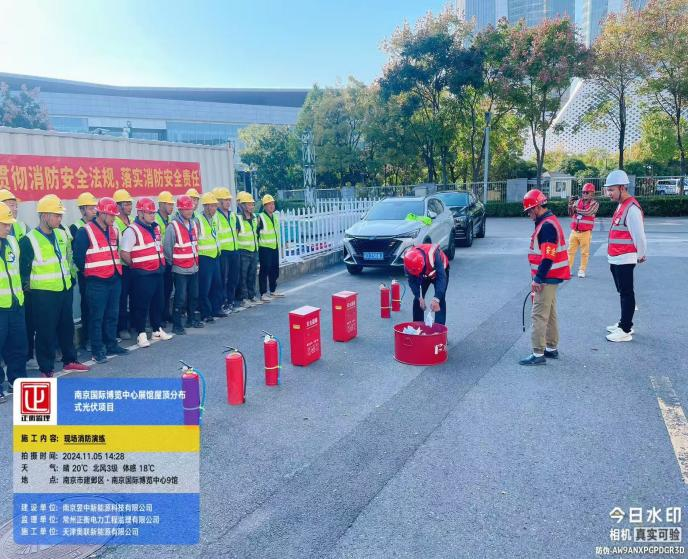 贯彻消防安全法规,落实消防安全责任
正衡监理
南京国际博览中心展馆屋顶分布
式光伏项目
施工内容: 现场消防演练
拍摄时间: 2024.11.05 14:28
天气: 晴 20℃ 北风3级 体感 18℃
地点: 南京市建邺区·南京国际博览中心9馆
建设单位: 南京昱中新能源科技有限公司
监理单位: 常州正衡电力工程监理有限公司
施工单位: 天津奥联新能源有限公司
今日水印
相机 真实可验
防伪 AW9ANXPGPDGR3D